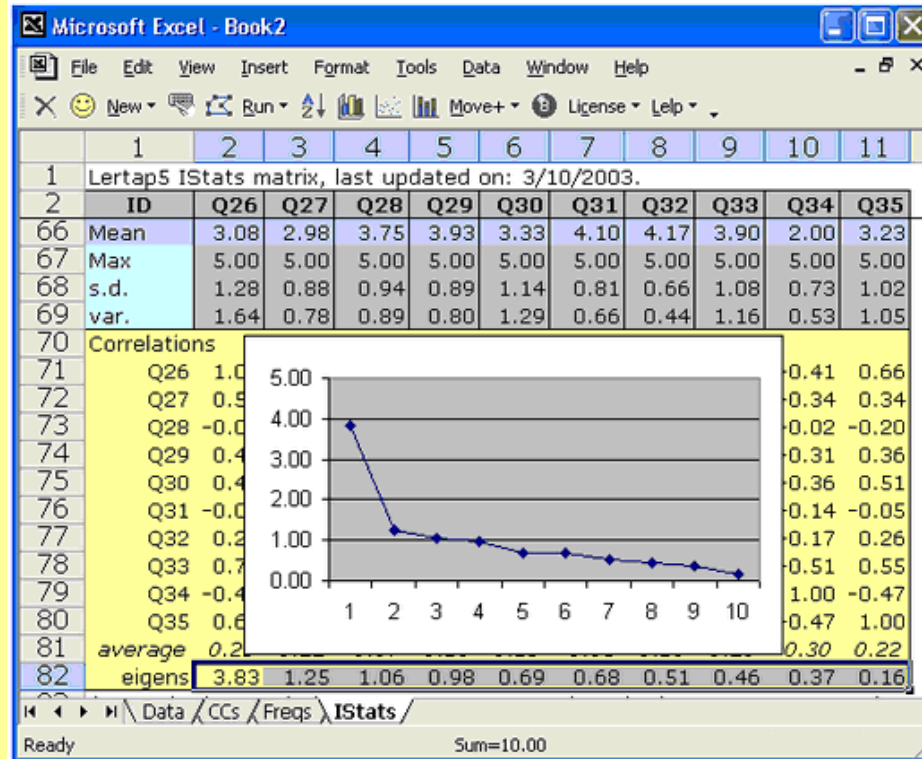 Microsoft Excel - Book2
File Edit View Insert Format Tools Data Window Help
New Run Move+ License Lelp
1 2 3 4 5 6 7 8 9 10 11
1 Lertap5 IStats matrix, last updated on: 3/10/2003.
2 ID Q26 Q27 Q28 Q29 Q30 Q31 Q32 Q33 Q34 Q35
66 Mean 3.08 2.98 3.75 3.93 3.33 4.10 4.17 3.90 2.00 3.23
67 Max 5.00 5.00 5.00 5.00 5.00 5.00 5.00 5.00 5.00 5.00
68 s.d. 1.28 0.88 0.94 0.89 1.14 0.81 0.66 1.08 0.73 1.02
69 var. 1.64 0.78 0.89 0.80 1.29 0.66 0.44 1.16 0.53 1.05
70 Correlations
71 Q26 0.41 0.66
72 Q27 0.34 0.34
73 Q28 0.02 -0.20
74 Q29 0.31 0.36
75 Q30 0.36 0.51
76 Q31 0.14 -0.05
77 Q32 0.17 0.26
78 Q33 0.51 0.55
79 Q34 1.00 -0.47
80 Q35 0.47 1.00
81 average 0.30 0.22
82 eigens 3.83 1.25 1.06 0.98 0.69 0.68 0.51 0.46 0.37 0.16
5.00
4.00
3.00
2.00
1.00
0.00
1 2 3 4 5 6 7 8 9 10
Data CCs Freqs IStats
Ready Sum=10.00